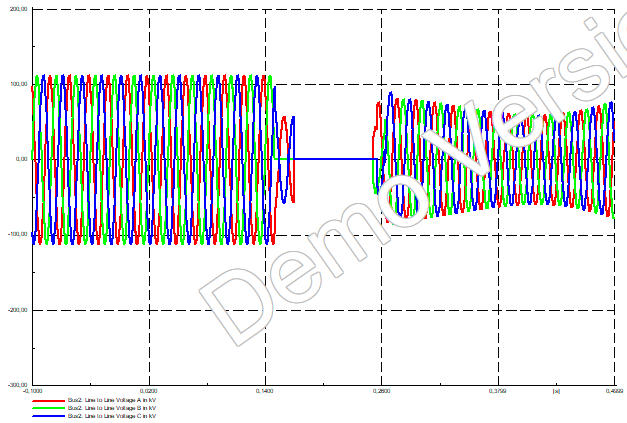 200,00
100,00
0,00
-100,00
-200,00
-300,00
-0,1000 0,0200 0,1400 0,2600 0,3799 [s] 0,4999
Bus2: Line to Line Voltage A in kV
Bus2: Line to Line Voltage B in kV
Bus2: Line to Line Voltage C in kV
Demo Versio